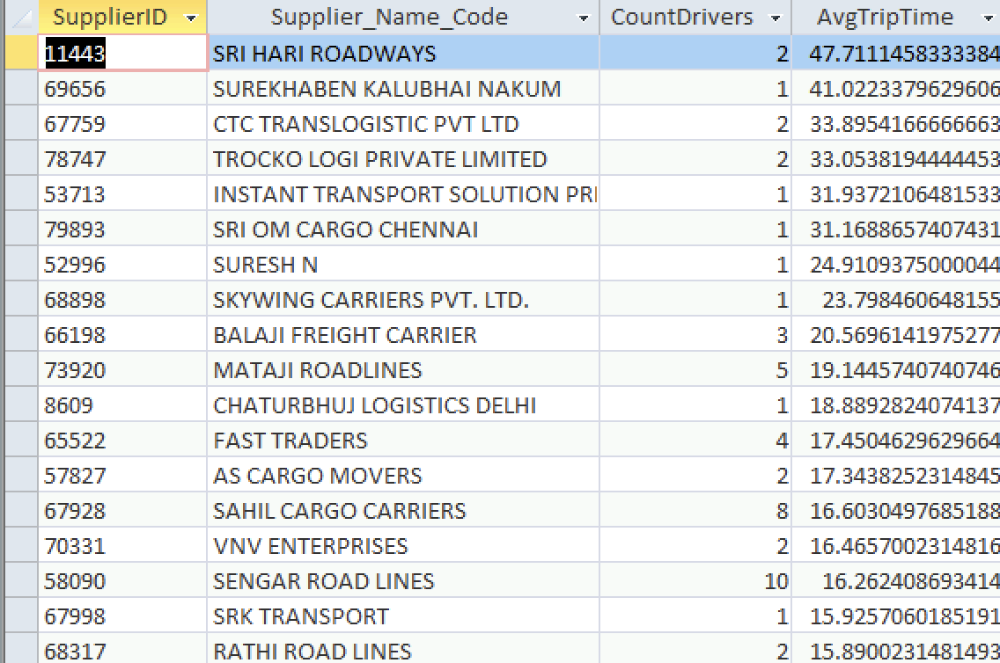 SupplierID Supplier_Name_Code CountDrivers AvgTripTime
11443 SRI HARI ROADWAYS 2 47.7111458333384
69656 SUREKHABEN KALUBHAI NAKUM 1 41.0223379629606
67759 CTC TRANSLOGISTIC PVT LTD 2 33.8954166666663
78747 TROCKO LOGI PRIVATE LIMITED 2 33.0538194444453
53713 INSTANT TRANSPORT SOLUTION PRI 1 31.9372106481533
79893 SRI OM CARGO CHENNAI 1 31.1688657407431
52996 SURESH N 1 24.9109375000044
68898 SKYWING CARRIERS PVT. LTD. 1 23.798460648155
66198 BALAJI FREIGHT CARRIER 3 20.5696141975277
73920 MATAJI ROADLINES 5 19.1445740740746
8609 CHATURBHUJ LOGISTICS DELHI 1 18.8892824074137
65522 FAST TRADERS 4 17.4504629629664
57827 AS CARGO MOVERS 2 17.3438252314845
67928 SAHIL CARGO CARRIERS 8 16.6030497685188
70331 VNV ENTERPRISES 2 16.4657002314816
58090 SENGAR ROAD LINES 10 16.262408693414
67998 SRK TRANSPORT 1 15.9257060185191
68317 RATHI ROAD LINES 2 15.8900231481493